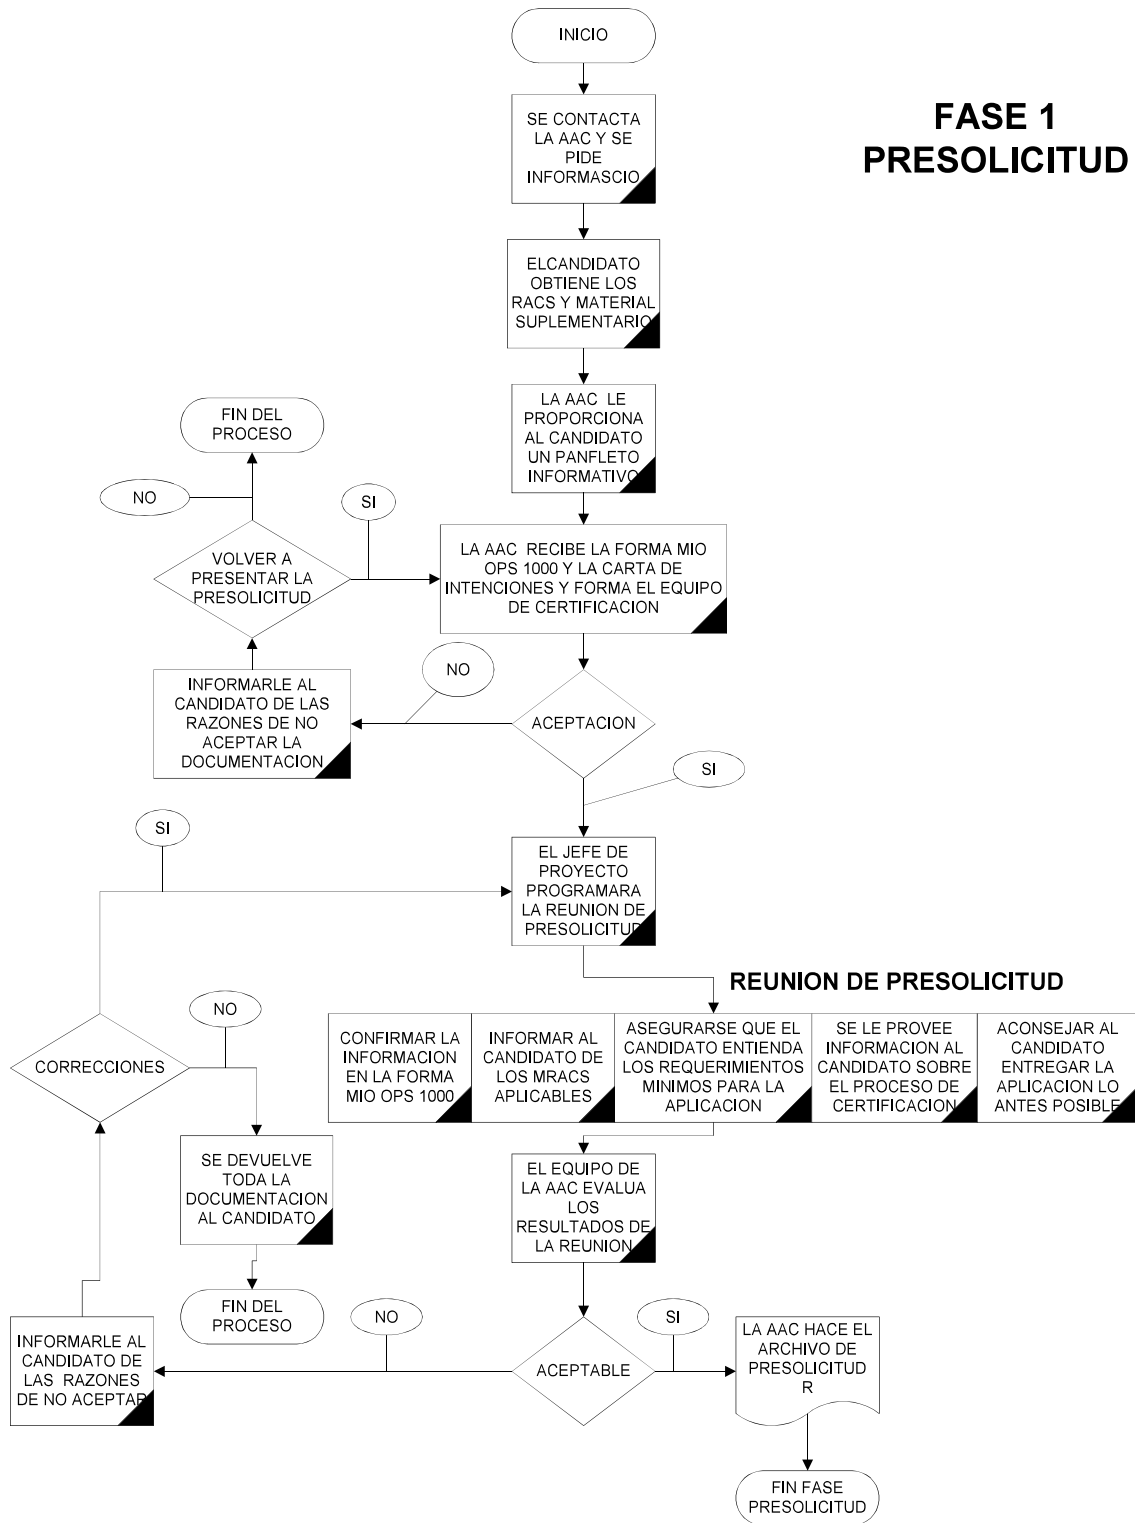 INICIO
FASE 1
PRESOLICITUD
SE CONTACTA
LA AAC Y SE
PIDE
INFORMASCIO
ELCANDIDATO
OBTIENE LOS
RACS Y MATERIAL
SUPLEMENTARIO
LA AAC LE
PROPORCIONA
AL CANDIDATO
UN PANFLETO
INFORMATIVO
FIN DEL
PROCESO
NO
SI
VOLVER A
PRESENTAR LA
PRESOLICITUD
LA AAC RECIBE LA FORMA MIO
OPS 1000 Y LA CARTA DE
INTENCIONES Y FORMA EL EQUIPO
DE CERTIFICACION
NO
INFORMARLE AL
CANDIDATO DE LAS
RAZONES DE NO
ACEPTAR LA
DOCUMENTACION
ACEPTACION
SI
SI
EL JEFE DE
PROYECTO
PROGRAMARA
LA REUNION DE
PRESOLICITUD
REUNION DE PRESOLICITUD
NO
CORRECCIONES
CONFIRMAR LA
INFORMACION
EN LA FORMA
MIO OPS 1000
INFORMAR AL
CANDIDATO DE
LOS MRACS
APLICABLES
ASEGURARSE QUE EL
CANDIDATO ENTIENDA
LOS REQUERIMIENTOS
MINIMOS PARA LA
APLICACION
SE LE PROVEE
INFORMACION AL
CANDIDATO SOBRE
EL PROCESO DE
CERTIFICACION
ACONSEJAR AL
CANDIDATO
ENTREGAR LA
APLICACION LO
ANTES POSIBLE
SE DEVUELVE
TODA LA
DOCUMENTACION
AL CANDIDATO
EL EQUIPO DE
LA AAC EVALUA
LOS
RESULTADOS DE
LA REUNION
FIN DEL
PROCESO
NO
SI
INFORMARLE AL
CANDIDATO DE
LAS RAZONES
DE NO ACEPTAR
ACEPTABLE
LA AAC HACE EL
ARCHIVO DE
PRESOLICITUD
R
FIN FASE
PRESOLICITUD